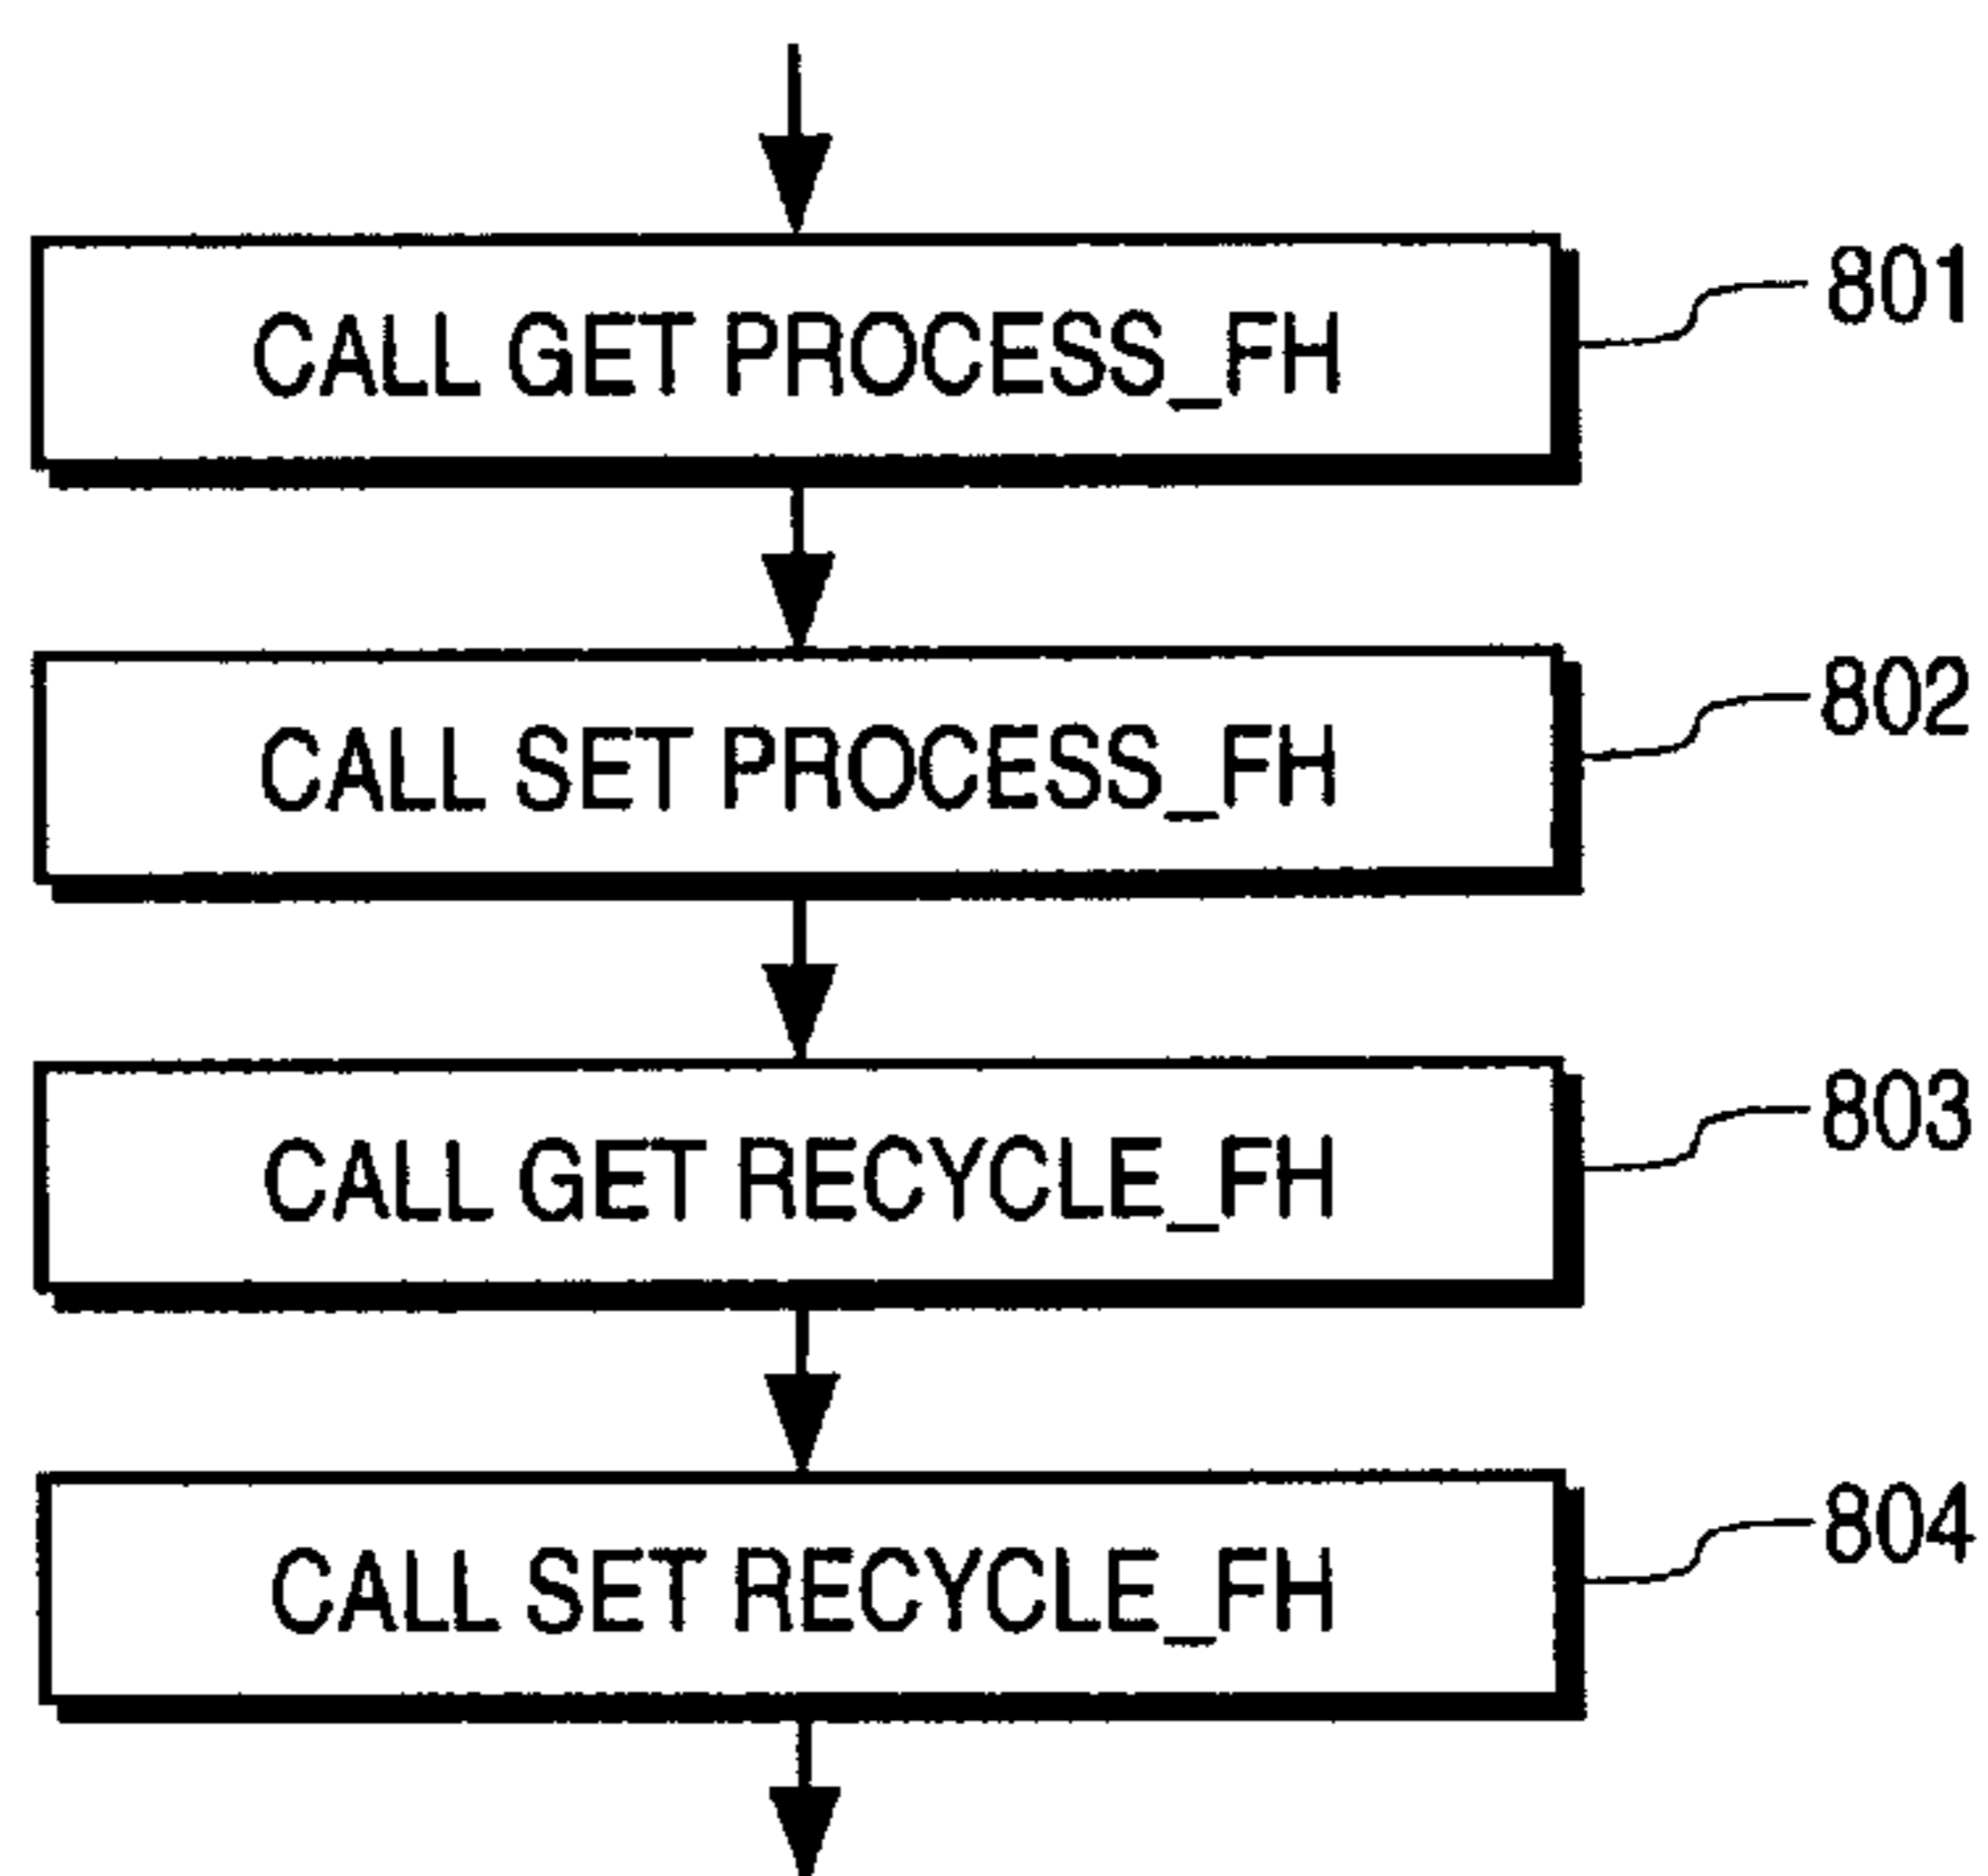 CALL GET PROCESS_FH
801
CALL SET PROCESS_FH
802
CALL GET RECYCLE_FH
803
CALL SET RECYCLE_FH
804